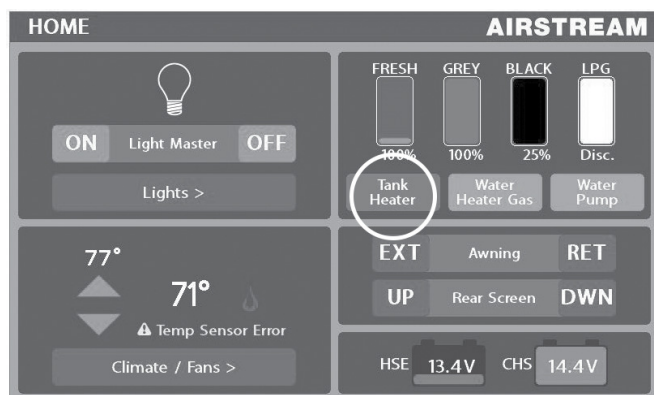 HOME
AIRSTREAM
ON Light Master OFF
Lights >
FRESH GREY BLACK LPG
100% 100% 25% Disc.
Tank Heater
Water Heater Gas
Water Pump
77°
71°
Temp Sensor Error
Climate / Fans >
EXT Awning RET
UP Rear Screen DWN
HSE 13.4V CHS 14.4V